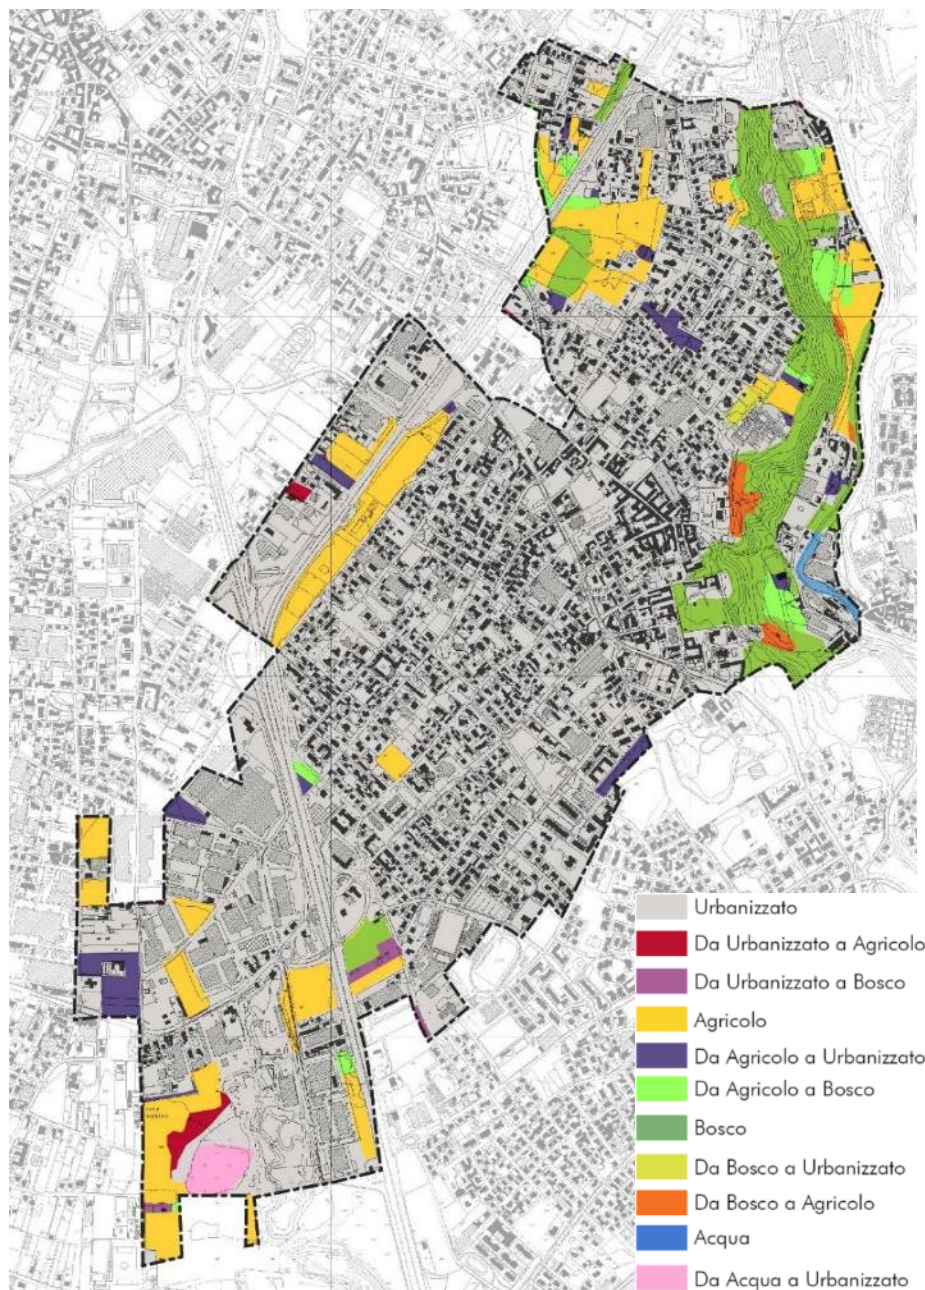 Urbanizzato
Da Urbanizzato a Agricolo
Da Urbanizzato a Bosco
Agricolo
Da Agricolo a Urbanizzato
Da Agricolo a Bosco
Bosco
Da Bosco a Urbanizzato
Da Bosco a Agricolo
Acqua
Da Acqua a Urbanizzato